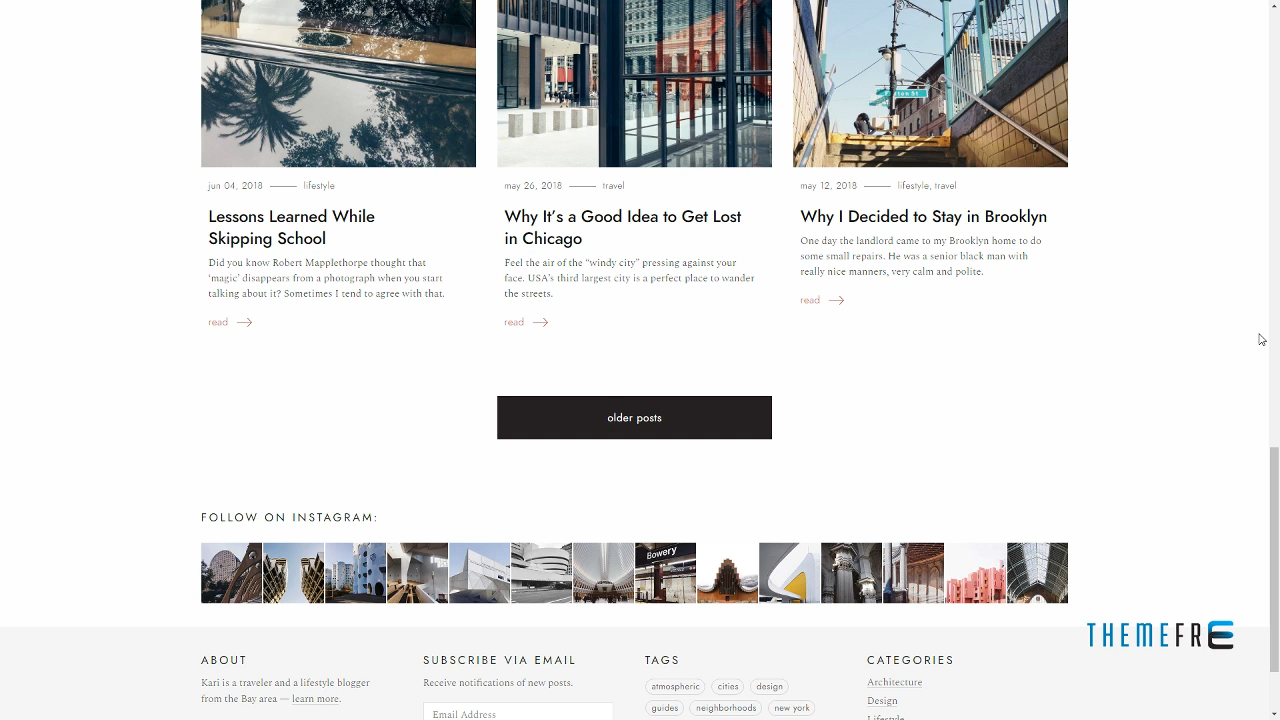 jun 04, 2018 lifestyle
Lessons Learned While
Skipping School
Did you know Robert Mapplethorpe thought that
‘magic’ disappears from a photograph when you start
talking about it? Sometimes I tend to agree with that.
read
may 26, 2018 travel
Why It’s a Good Idea to Get Lost
in Chicago
Feel the air of the “windy city” pressing against your
face. USA’s third largest city is a perfect place to wander
the streets.
read
may 12, 2018 lifestyle, travel
Why I Decided to Stay in Brooklyn
One day the landlord came to my Brooklyn home to do
some small repairs. He was a senior black man with
really nice manners, very calm and polite.
read
older posts
FOLLOW ON INSTAGRAM:
Bowery
THEMEFRE
ABOUT
Kari is a traveler and a lifestyle blogger
from the Bay area — learn more.
SUBSCRIBE VIA EMAIL
Receive notifications of new posts.
Email Address
TAGS
atmospheric cities design
guides neighborhoods new york
CATEGORIES
Architecture
Design
Lifestyle